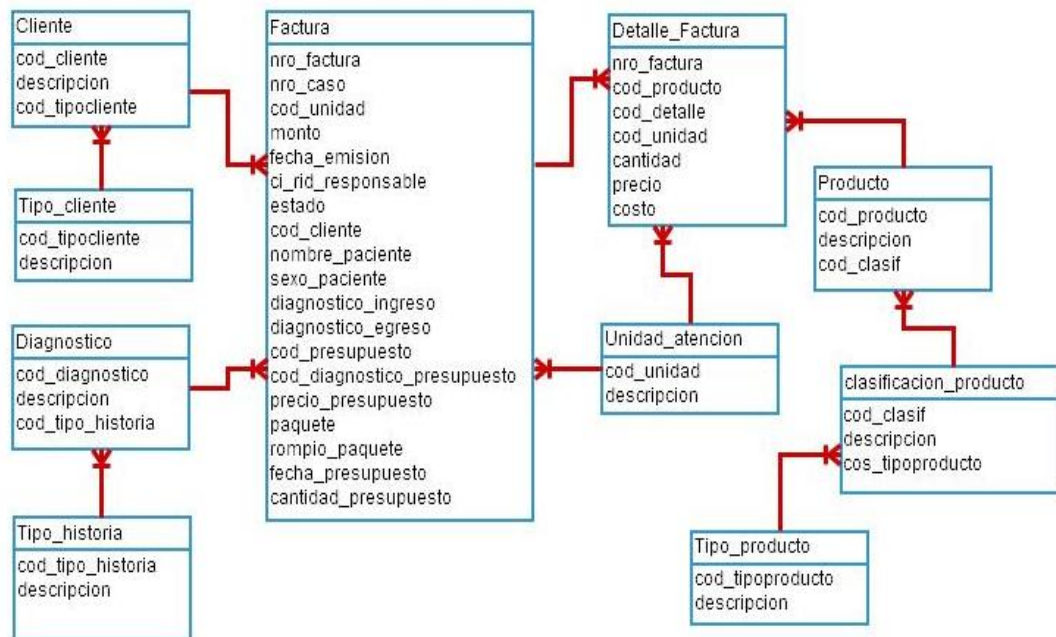 Cliente
cod_cliente
descripcion
cod_tipocliente
Tipo_cliente
cod_tipocliente
descripcion
Diagnostico
cod_diagnostico
descripcion
cod_tipo_historia
Tipo_historia
cod_tipo_historia
descripcion
Factura
nro_factura
nro_caso
cod_unidad
monto
fecha_emision
ci_rid_responsable
estado
cod_cliente
nombre_paciente
sexo_paciente
diagnostico_ingreso
diagnostico_egreso
cod_presupuesto
cod_diagnostico_presupuesto
precio_presupuesto
paquete
rompio_paquete
fecha_presupuesto
cantidad_presupuesto
Detalle_Factura
nro_factura
cod_producto
cod_detalle
cod_unidad
cantidad
precio
costo
Unidad_atencion
cod_unidad
descripcion
Producto
cod_producto
descripcion
cod_clasif
clasificacion_producto
cod_clasif
descripcion
cos_tipoproducto
Tipo_producto
cod_tipoproducto
descripcion